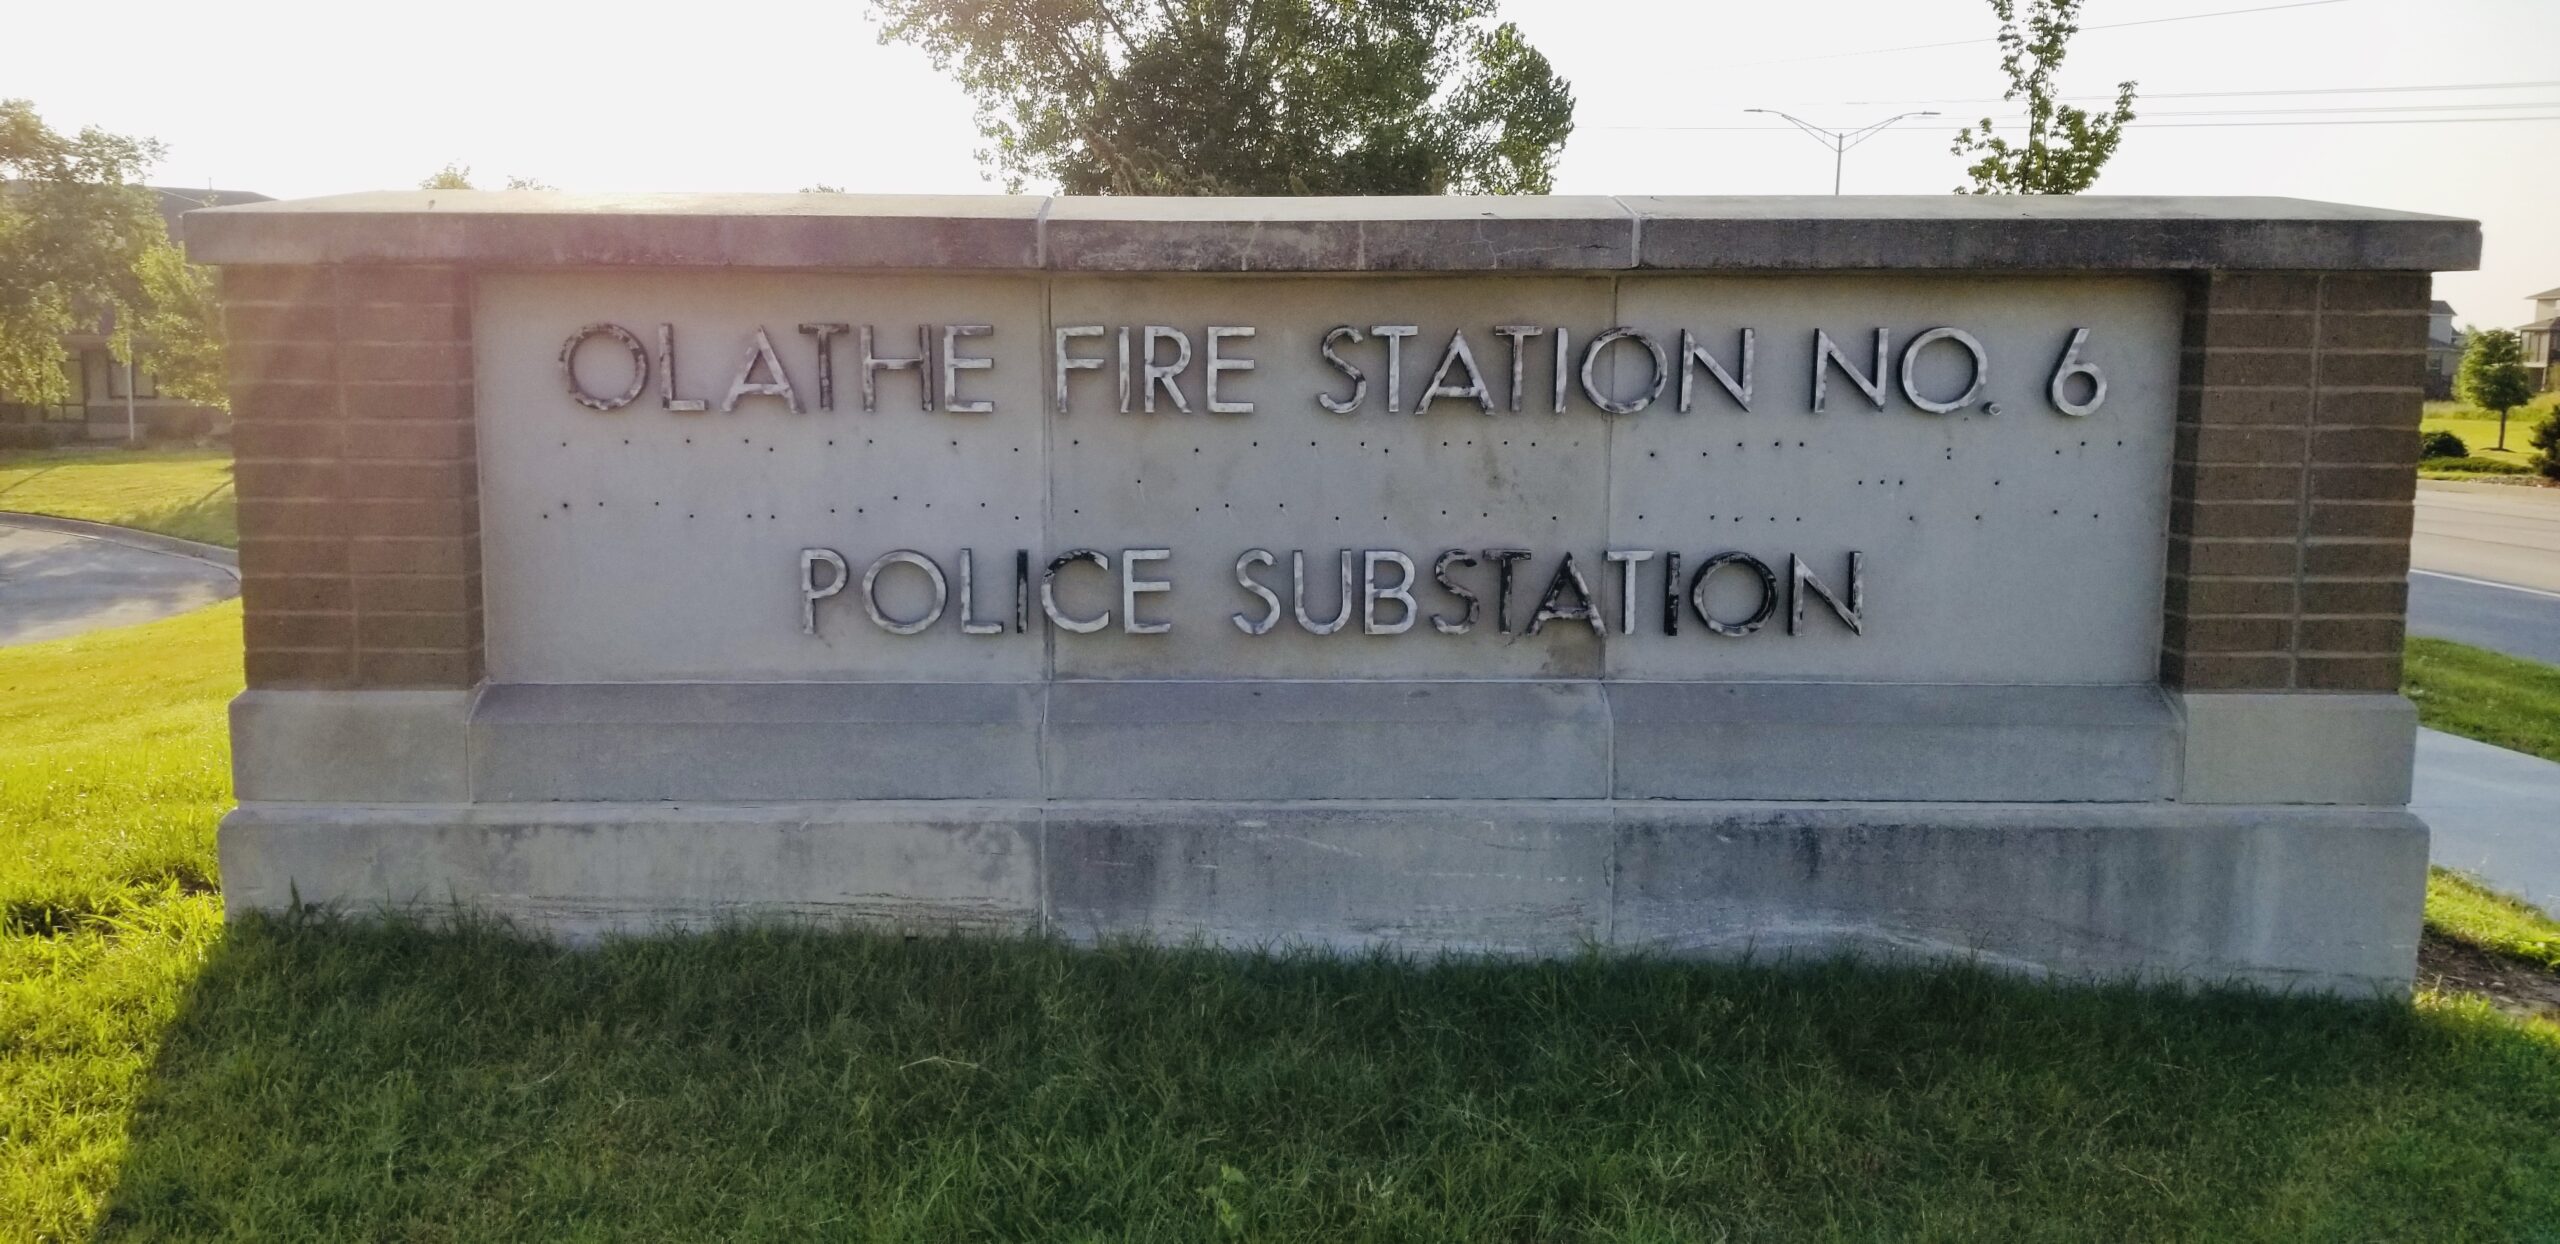 OLATHE FIRE STATION NO. 6
POLICE SUBSTATION